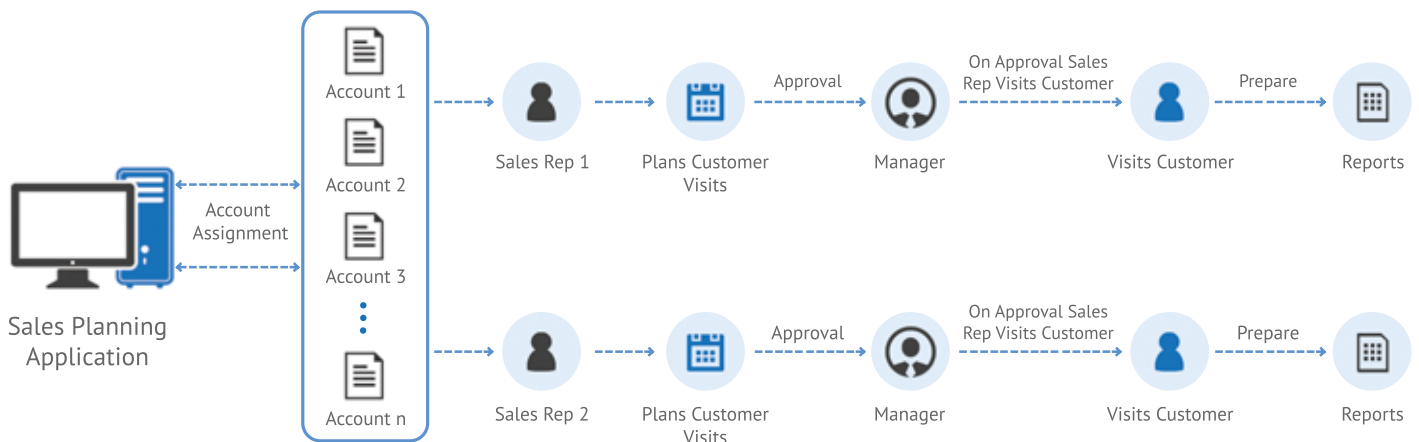 Account 1
Account 2
Account 3
Account n
Account
Assignment
Sales Planning
Application
Sales Rep 1
Plans Customer
Visits
Approval
Manager
On Approval Sales
Rep Visits Customer
Visits Customer
Prepare
Reports
Sales Rep 2
Plans Customer
Visits
Approval
Manager
On Approval Sales
Rep Visits Customer
Visits Customer
Prepare
Reports